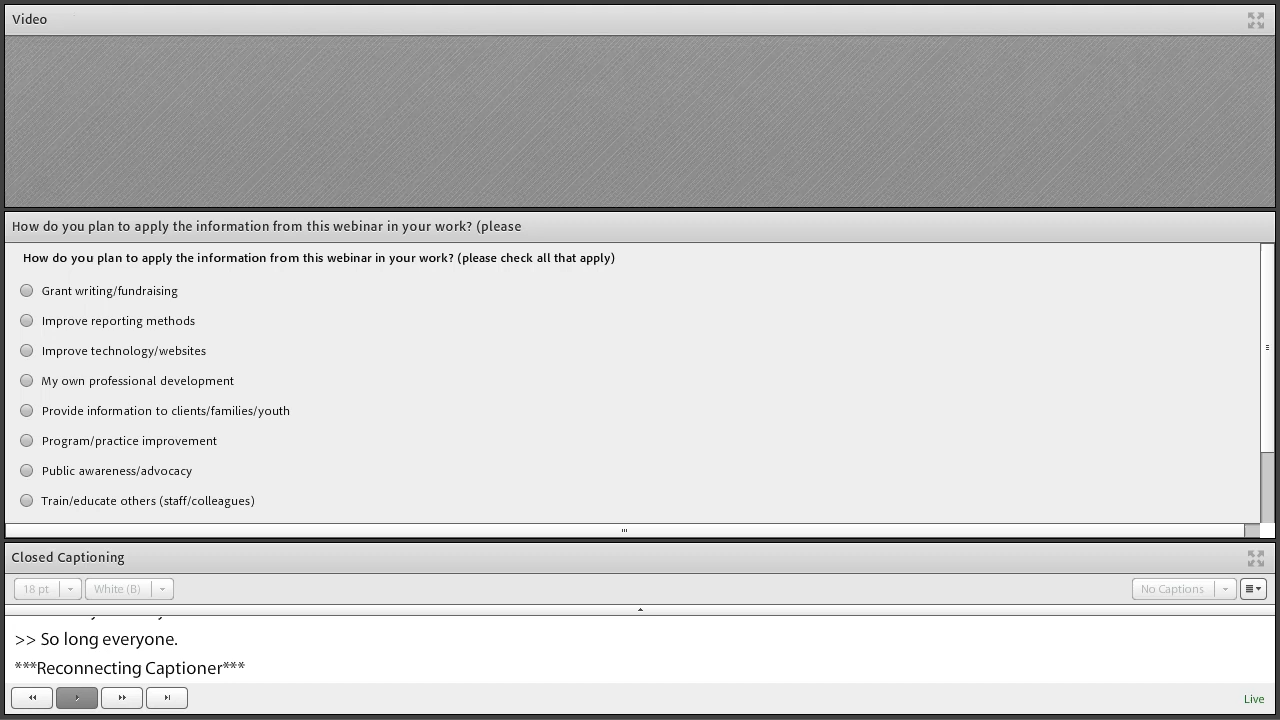 Video
How do you plan to apply the information from this webinar in your work? (please
How do you plan to apply the information from this webinar in your work? (please check all that apply)
Grant writing/fundraising
Improve reporting methods
Improve technology/websites
My own professional development
Provide information to clients/families/youth
Program/practice improvement
Public awareness/advocacy
Train/educate others (staff/colleagues)
Closed Captioning
18 pt White (B) No Captions
>> So long everyone.
***Reconnecting Captioner***
Live